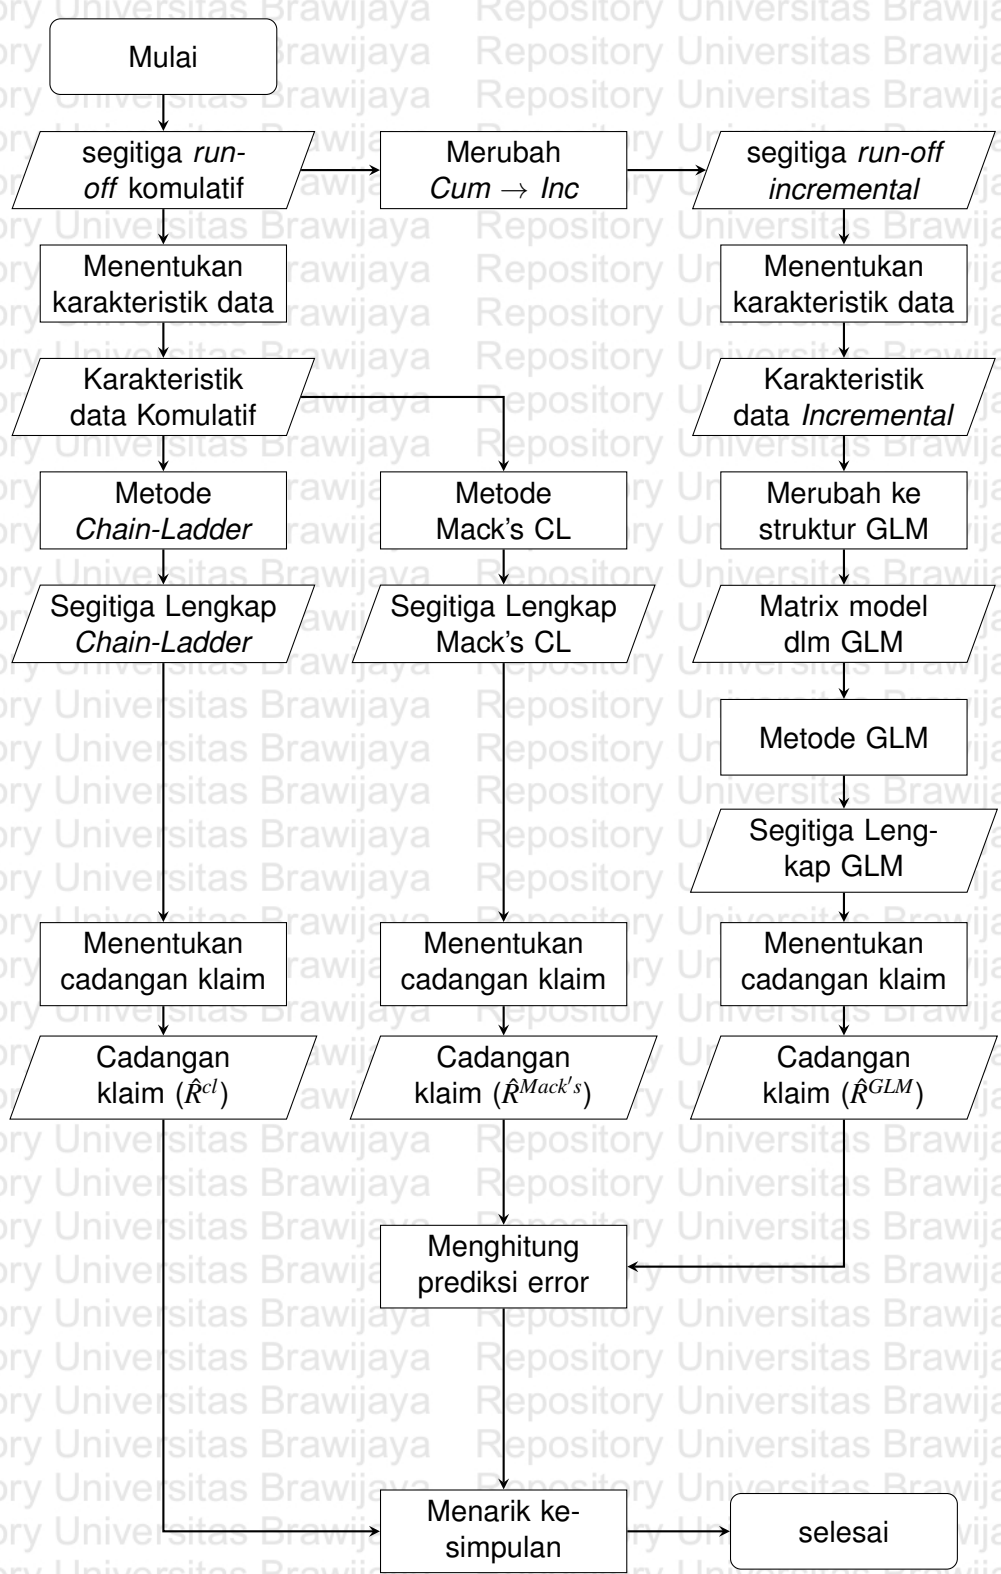 Mulai
segitiga run-
off komulatif
Merubah
Cum → Inc
segitiga run-off
incremental
Menentukan
karakteristik data
Menentukan
karakteristik data
Karakteristik
data Komulatif
Karakteristik
data Incremental
Metode
Chain-Ladder
Metode
Mack's CL
Merubah ke
struktur GLM
Segitiga Lengkap
Chain-Ladder
Segitiga Lengkap
Mack's CL
Matrix model
dlm GLM
Metode GLM
Segitiga Leng-
kap GLM
Menentukan
cadangan klaim
Menentukan
cadangan klaim
Menentukan
cadangan klaim
Cadangan
klaim (R̂^cl)
Cadangan
klaim (R̂^Mack's)
Cadangan
klaim (R̂^GLM)
Menghitung
prediksi error
Menarik ke-
simpulan
selesai
Repository Universitas Brawijaya